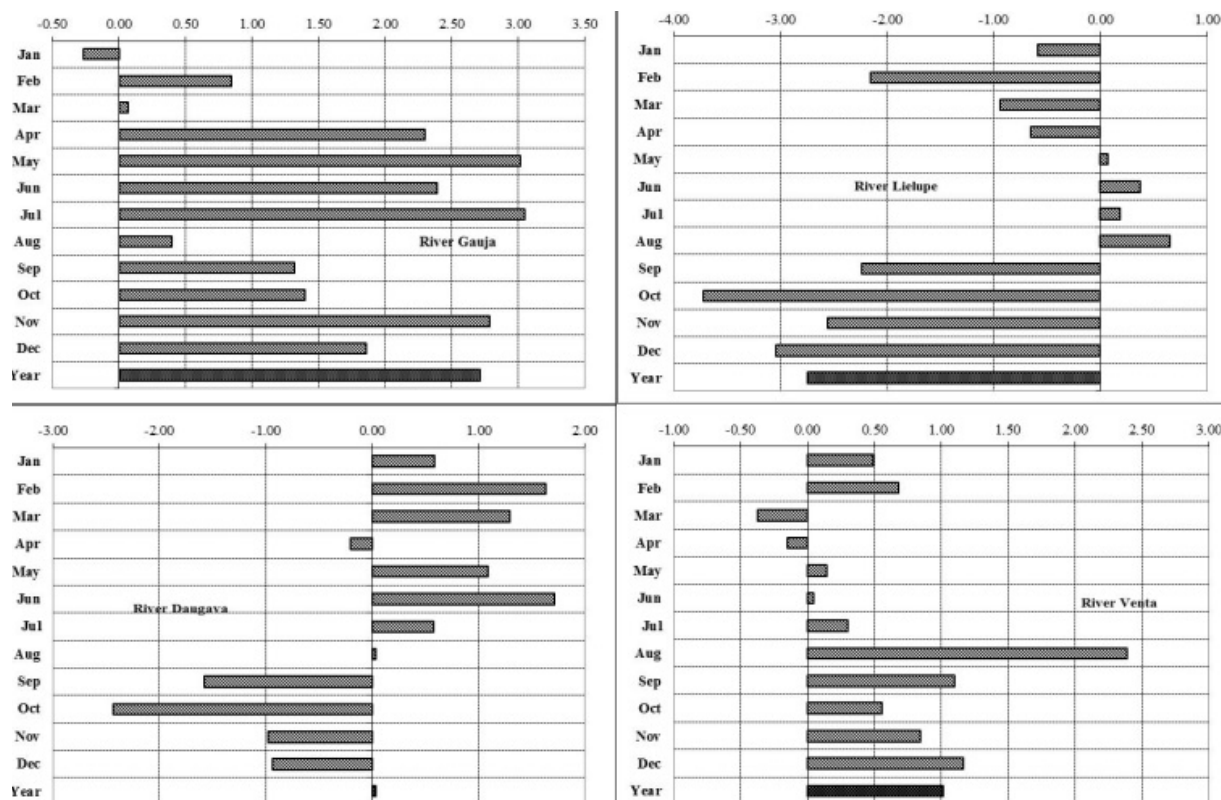 -0.50 0.00 0.50 1.00 1.50 2.00 2.50 3.00 3.50
Jan
Feb
Mar
Apr
May
Jun
Jul
Aug
River Gauja
Sep
Oct
Nov
Dec
Year
-4.00 -3.00 -2.00 -1.00 0.00 1.00
Jan
Feb
Mar
Apr
May
Jun
River Lielupe
Jul
Aug
Sep
Oct
Nov
Dec
Year
-3.00 -2.00 -1.00 0.00 1.00 2.00
Jan
Feb
Mar
Apr
May
Jun
River Daugava
Jul
Aug
Sep
Oct
Nov
Dec
Year
-1.00 -0.50 0.00 0.50 1.00 1.50 2.00 2.50 3.00
Jan
Feb
Mar
Apr
May
Jun
River Venta
Jul
Aug
Sep
Oct
Nov
Dec
Year